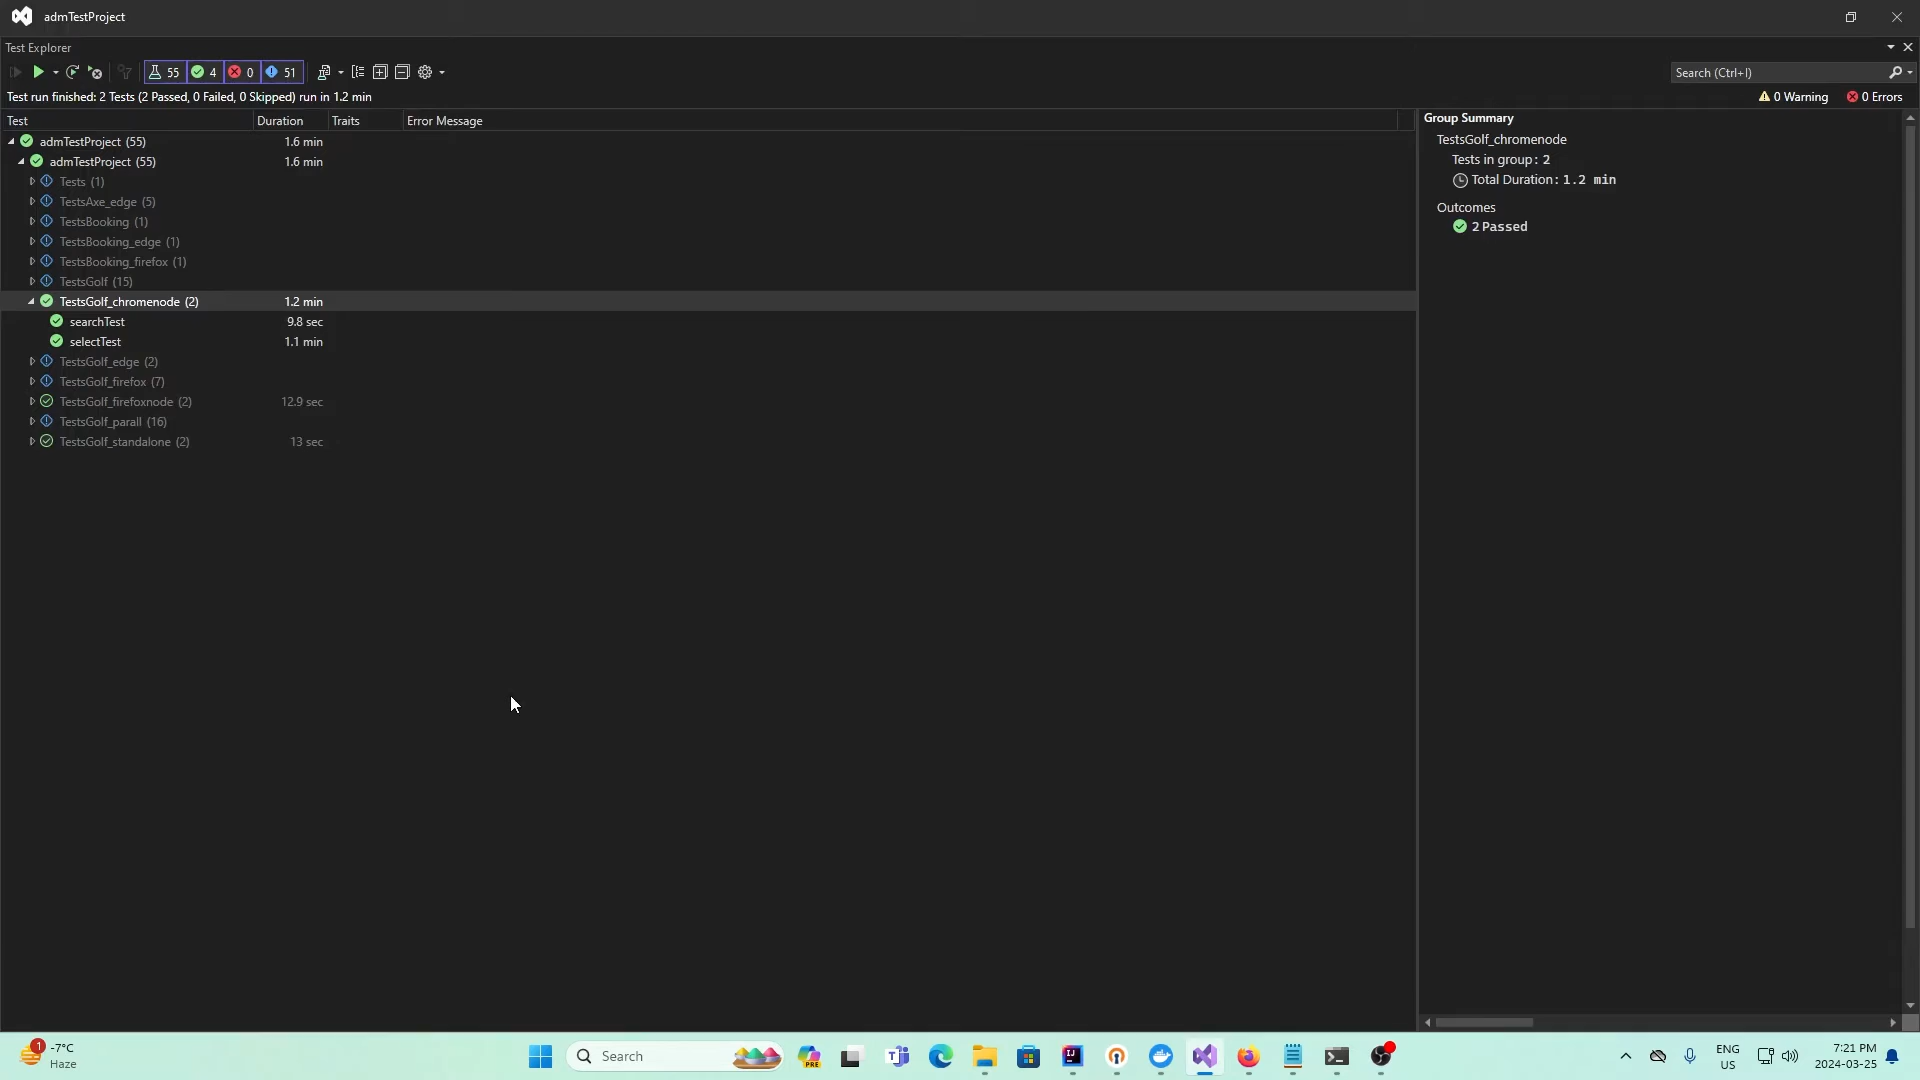 admTestProject
Test Explorer
55 4 0 51
Search (Ctrl+I)
Test run finished: 2 Tests (2 Passed, 0 Failed, 0 Skipped) run in 1.2 min
0 Warning 0 Errors
Test Duration Traits Error Message
admTestProject (55) 1.6 min
admTestProject (55) 1.6 min
Tests (1)
TestsAxe_edge (5)
TestsBooking (1)
TestsBooking_edge (1)
TestsBooking_firefox (1)
TestsGolf (15)
TestsGolf_chromenode (2) 1.2 min
searchTest 9.8 sec
selectTest 1.1 min
TestsGolf_edge (2)
TestsGolf_firefox (7)
TestsGolf_firefoxnode (2) 12.9 sec
TestsGolf_parall (16)
TestsGolf_standalone (2) 13 sec
Group Summary
TestsGolf_chromenode
Tests in group: 2
Total Duration: 1.2 min
Outcomes
2 Passed
1
-7°C
Haze
Search
PRE
ENG
US
7:21 PM
2024-03-25